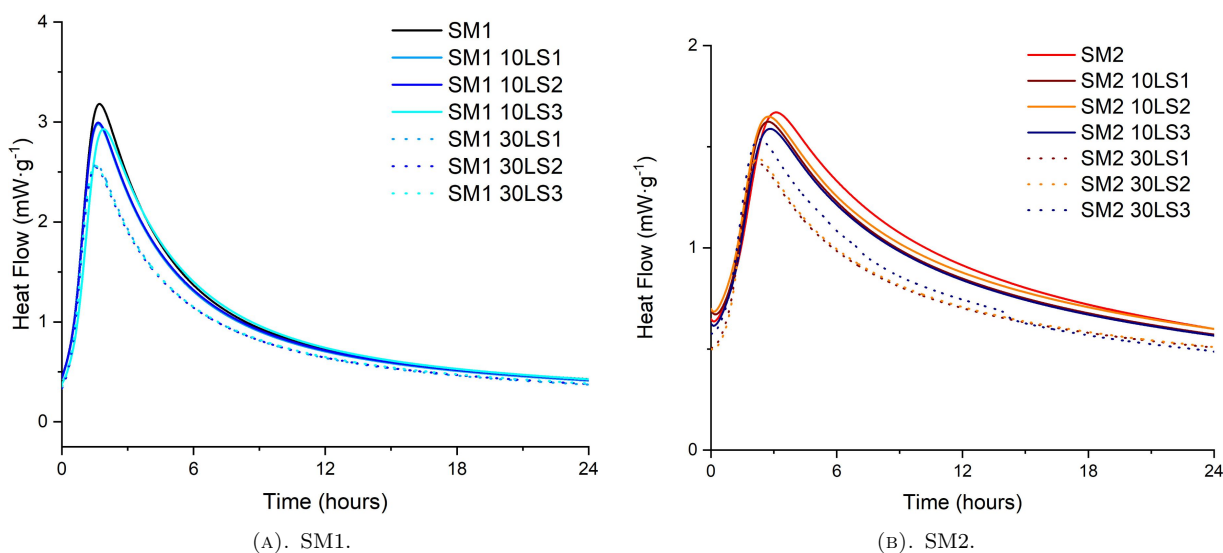 4
3
2
1
0
Heat Flow (mW·g-1)
SM1
SM1 10LS1
SM1 10LS2
SM1 10LS3
SM1 30LS1
SM1 30LS2
SM1 30LS3
0 6 12 18 24
Time (hours)
(A). SM1.
2
1
0
Heat Flow (mW·g-1)
SM2
SM2 10LS1
SM2 10LS2
SM2 10LS3
SM2 30LS1
SM2 30LS2
SM2 30LS3
0 6 12 18 24
Time (hours)
(B). SM2.